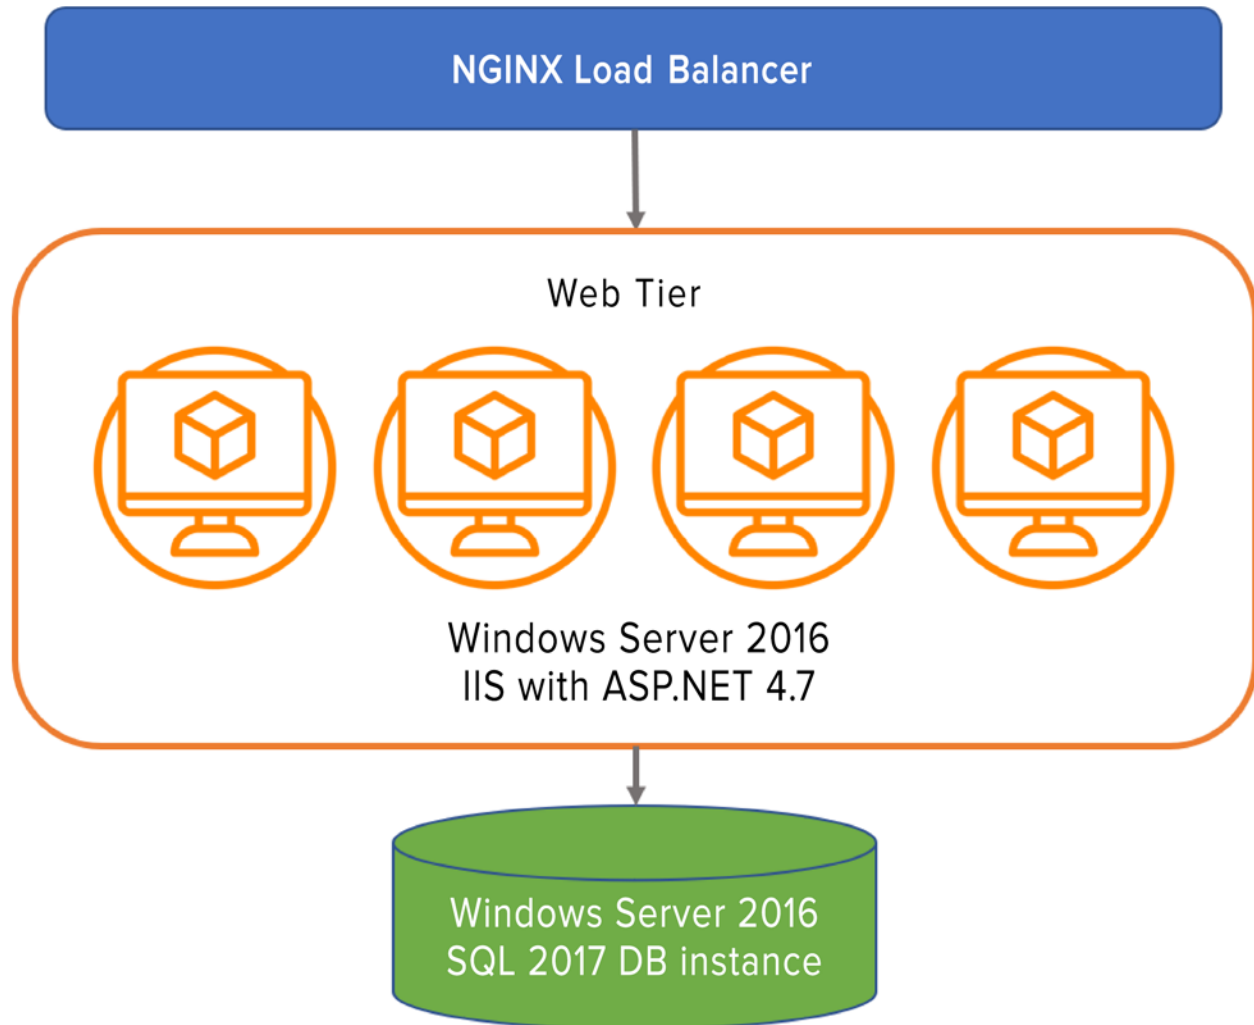 NGINX Load Balancer
Web Tier
Windows Server 2016
IIS with ASP.NET 4.7
Windows Server 2016
SQL 2017 DB instance